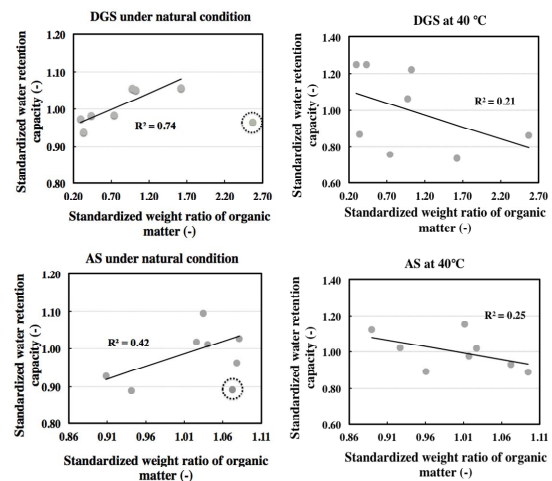 DGS under natural condition
Standardized water retention
capacity (-)
1.20
1.10
1.00
0.90
0.80
R² = 0.74
0.20 0.70 1.20 1.70 2.20 2.70
Standardized weight ratio of organic
matter (-)
DGS at 40 °C
Standardized water retention
capacity (-)
1.40
1.20
1.00
0.80
0.60
R² = 0.21
0.20 0.70 1.20 1.70 2.20 2.70
Standardized weight ratio of organic
matter (-)
AS under natural condition
Standardized water retention
capacity (-)
1.20
1.10
1.00
0.90
0.80
R² = 0.42
0.86 0.91 0.96 1.01 1.06 1.11
Standardized weight ratio of organic
matter (-)
AS at 40°C
Standardized water retention
capacity (-)
1.40
1.20
1.00
0.80
0.60
R² = 0.25
0.86 0.91 0.96 1.01 1.06 1.11
Standardized weight ratio of organic
matter (-)